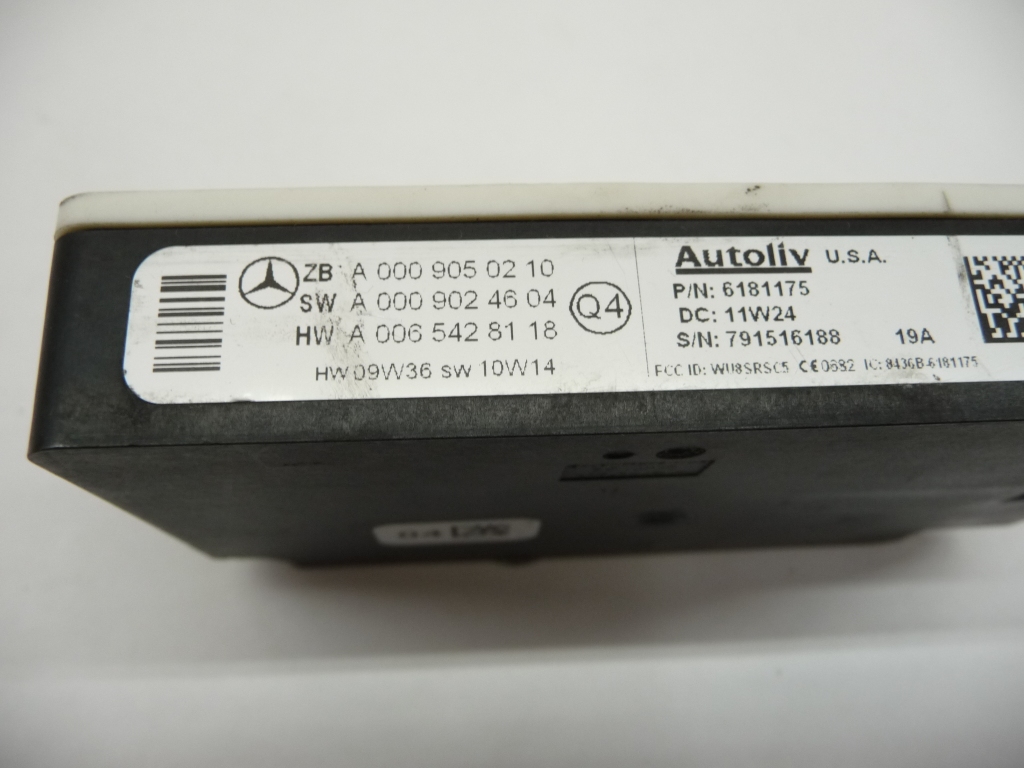 ZB A 000 905 02 10
SW A 000 902 46 04
HW A 006 542 81 18
Q4
HW 09W36 SW 10W14
Autoliv U.S.A.
P/N: 6181175
DC: 11W24
S/N: 791516188 19A
FCC ID: WU8SRSC5 CE0682 IC: 8436B-6181175